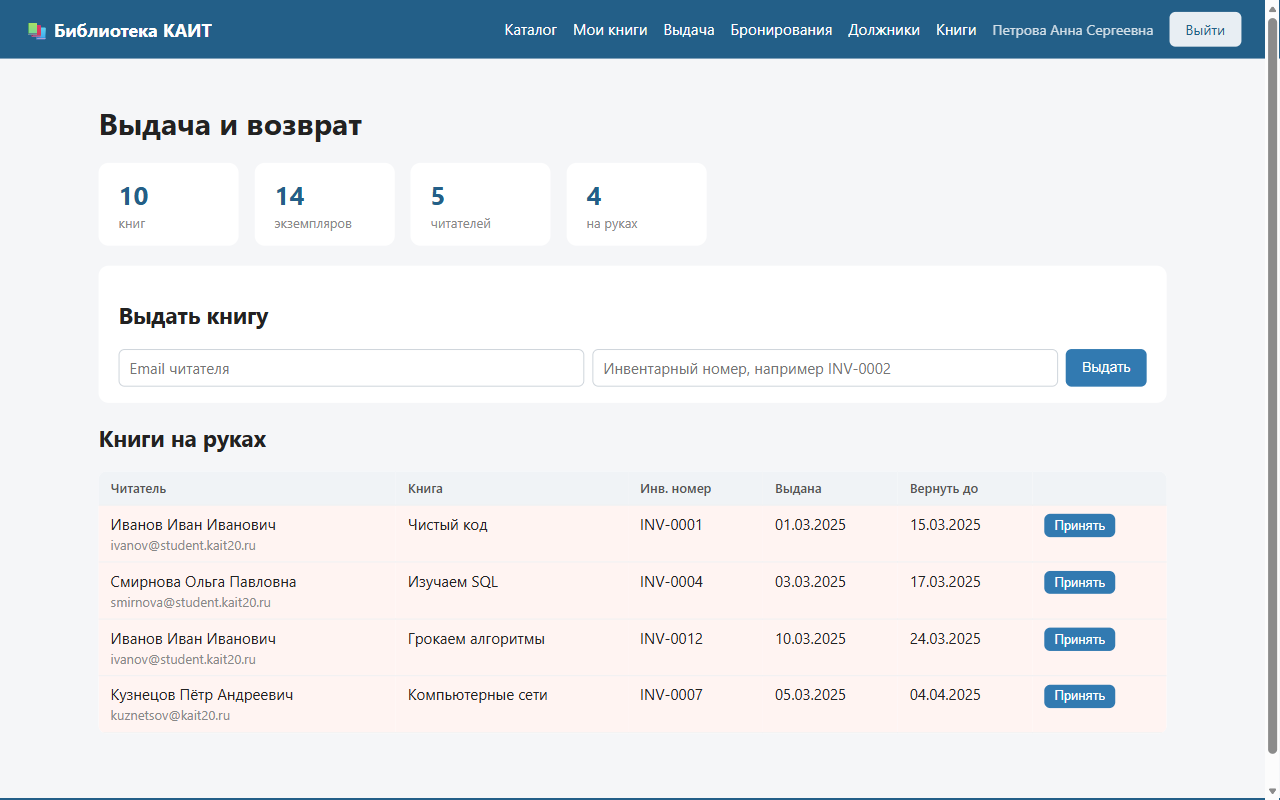 Библиотека КАИТ Каталог Мои книги Выдача Бронирования Должники Книги Петрова Анна Сергеевна Выйти
Выдача и возврат
10 14 5 4
книг экземпляров читателей на руках
Выдать книгу
Email читателя Инвентарный номер, например INV-0002 Выдать
Книги на руках
Читатель Книга Инв. номер Выдана Вернуть до
Иванов Иван Иванович Чистый код INV-0001 01.03.2025 15.03.2025 Принять
ivanov@student.kait20.ru
Смирнова Ольга Павловна Изучаем SQL INV-0004 03.03.2025 17.03.2025 Принять
smirnova@student.kait20.ru
Иванов Иван Иванович Грокаем алгоритмы INV-0012 10.03.2025 24.03.2025 Принять
ivanov@student.kait20.ru
Кузнецов Пётр Андреевич Компьютерные сети INV-0007 05.03.2025 04.04.2025 Принять
kuznetsov@kait20.ru